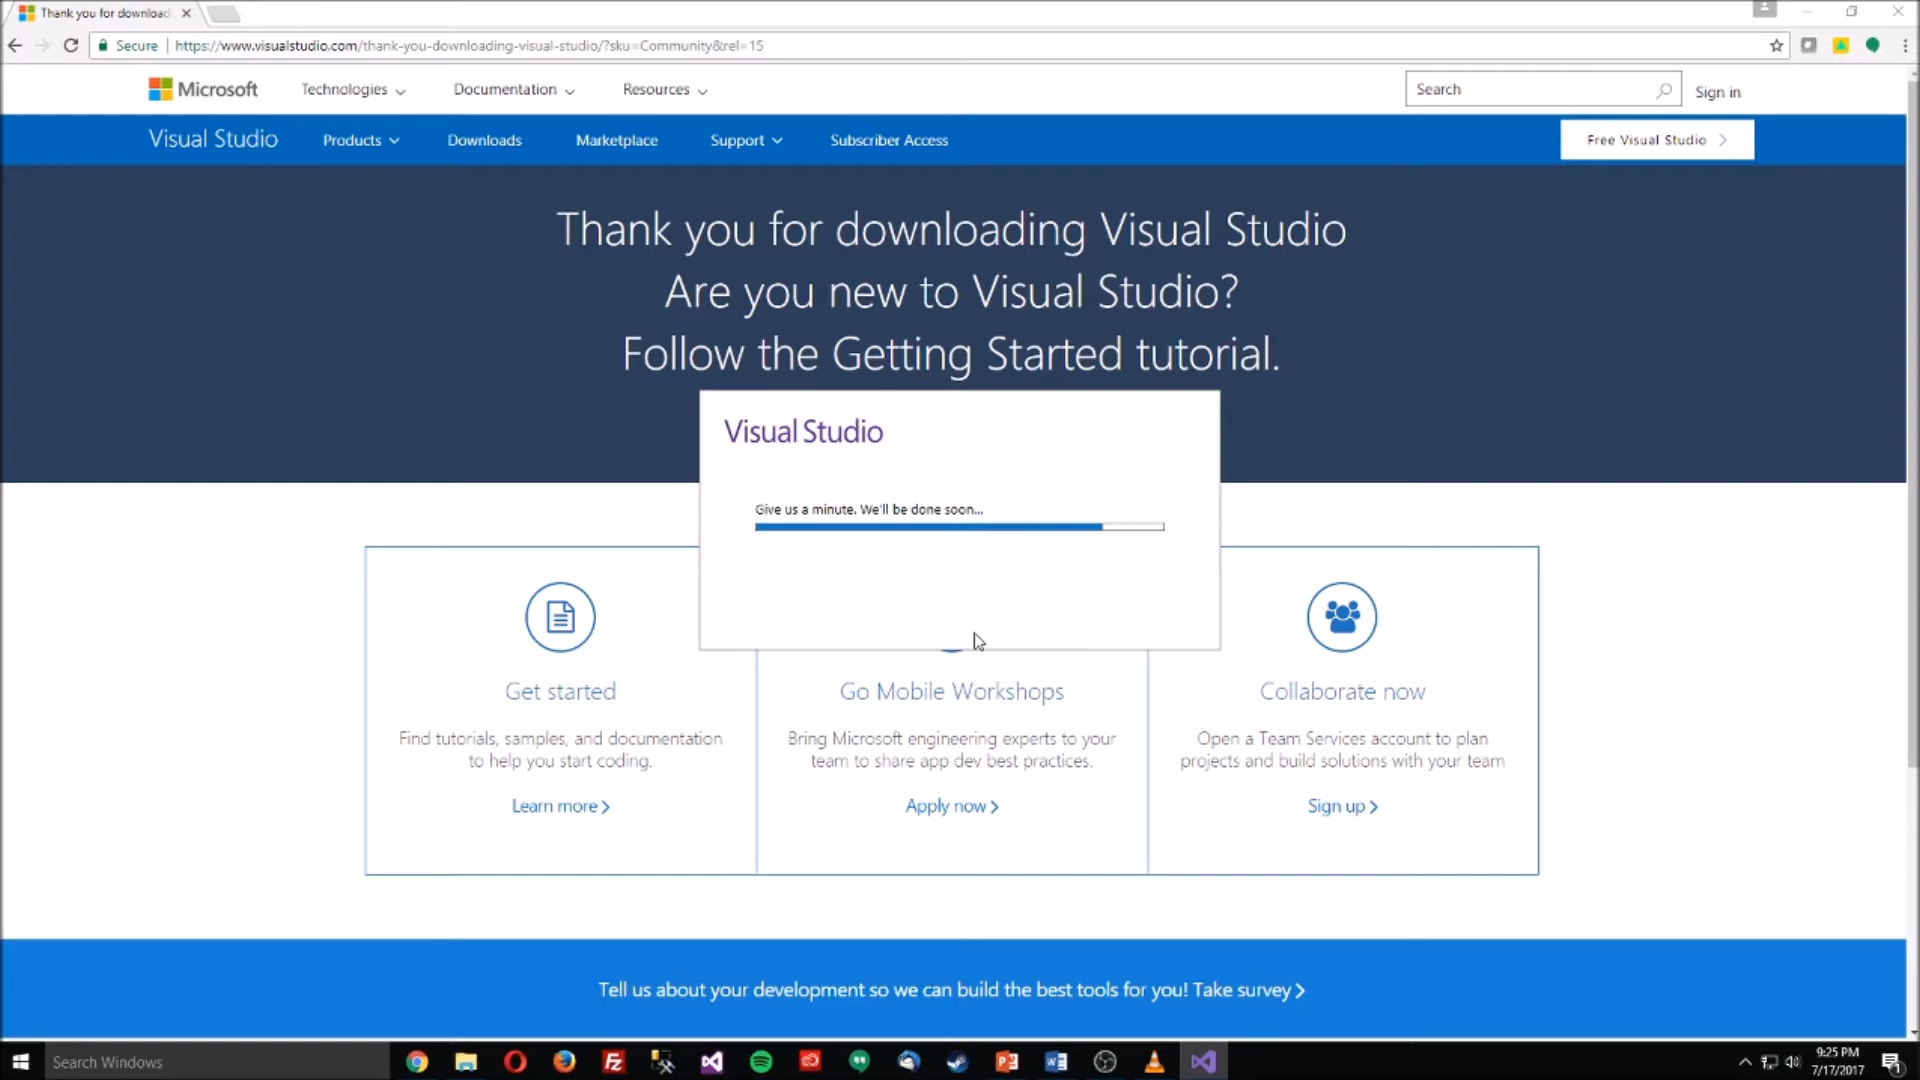 Thank you for download
Secure https://www.visualstudio.com/thank-you-downloading-visual-studio/?sku=Community&rel=15
Microsoft Technologies Documentation Resources Search Sign in
Visual Studio Products Downloads Marketplace Support Subscriber Access Free Visual Studio
Thank you for downloading Visual Studio
Are you new to Visual Studio?
Follow the Getting Started tutorial.
Visual Studio
Give us a minute. We'll be done soon...
Get started
Find tutorials, samples, and documentation
to help you start coding.
Learn more
Go Mobile Workshops
Bring Microsoft engineering experts to your
team to share app dev best practices.
Apply now
Collaborate now
Open a Team Services account to plan
projects and build solutions with your team
Sign up
Tell us about your development so we can build the best tools for you! Take survey
Search Windows
9:25 PM
7/17/2017